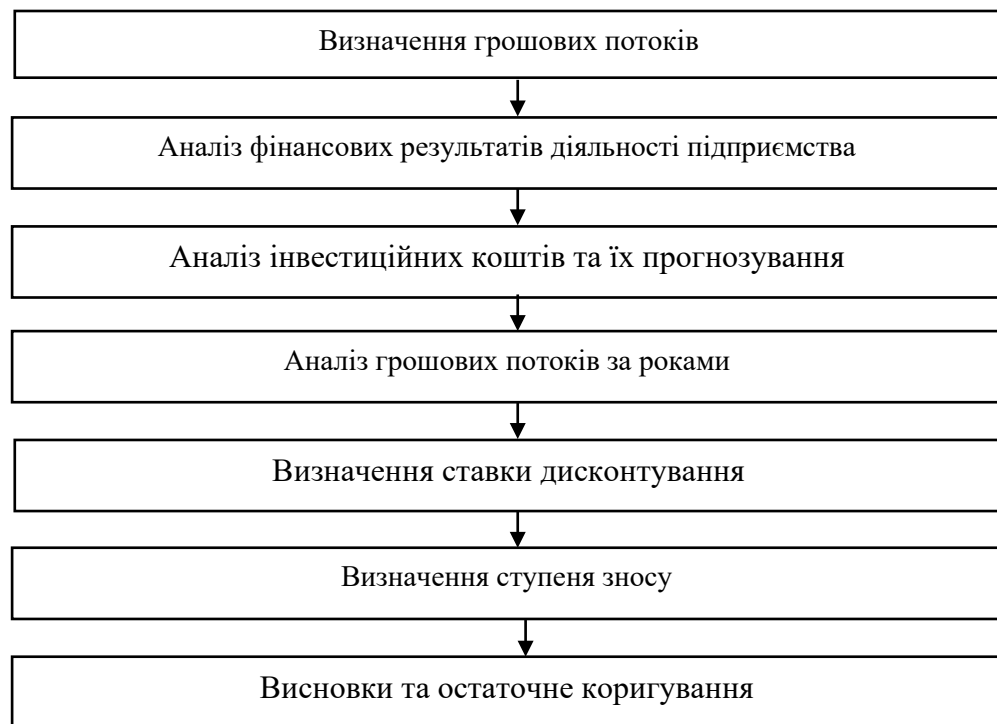 Визначення грошових потоків
Аналіз фінансових результатів діяльності підприємства
Аналіз інвестиційних коштів та їх прогнозування
Аналіз грошових потоків за роками
Визначення ставки дисконтування
Визначення ступеня зносу
Висновки та остаточне коригування